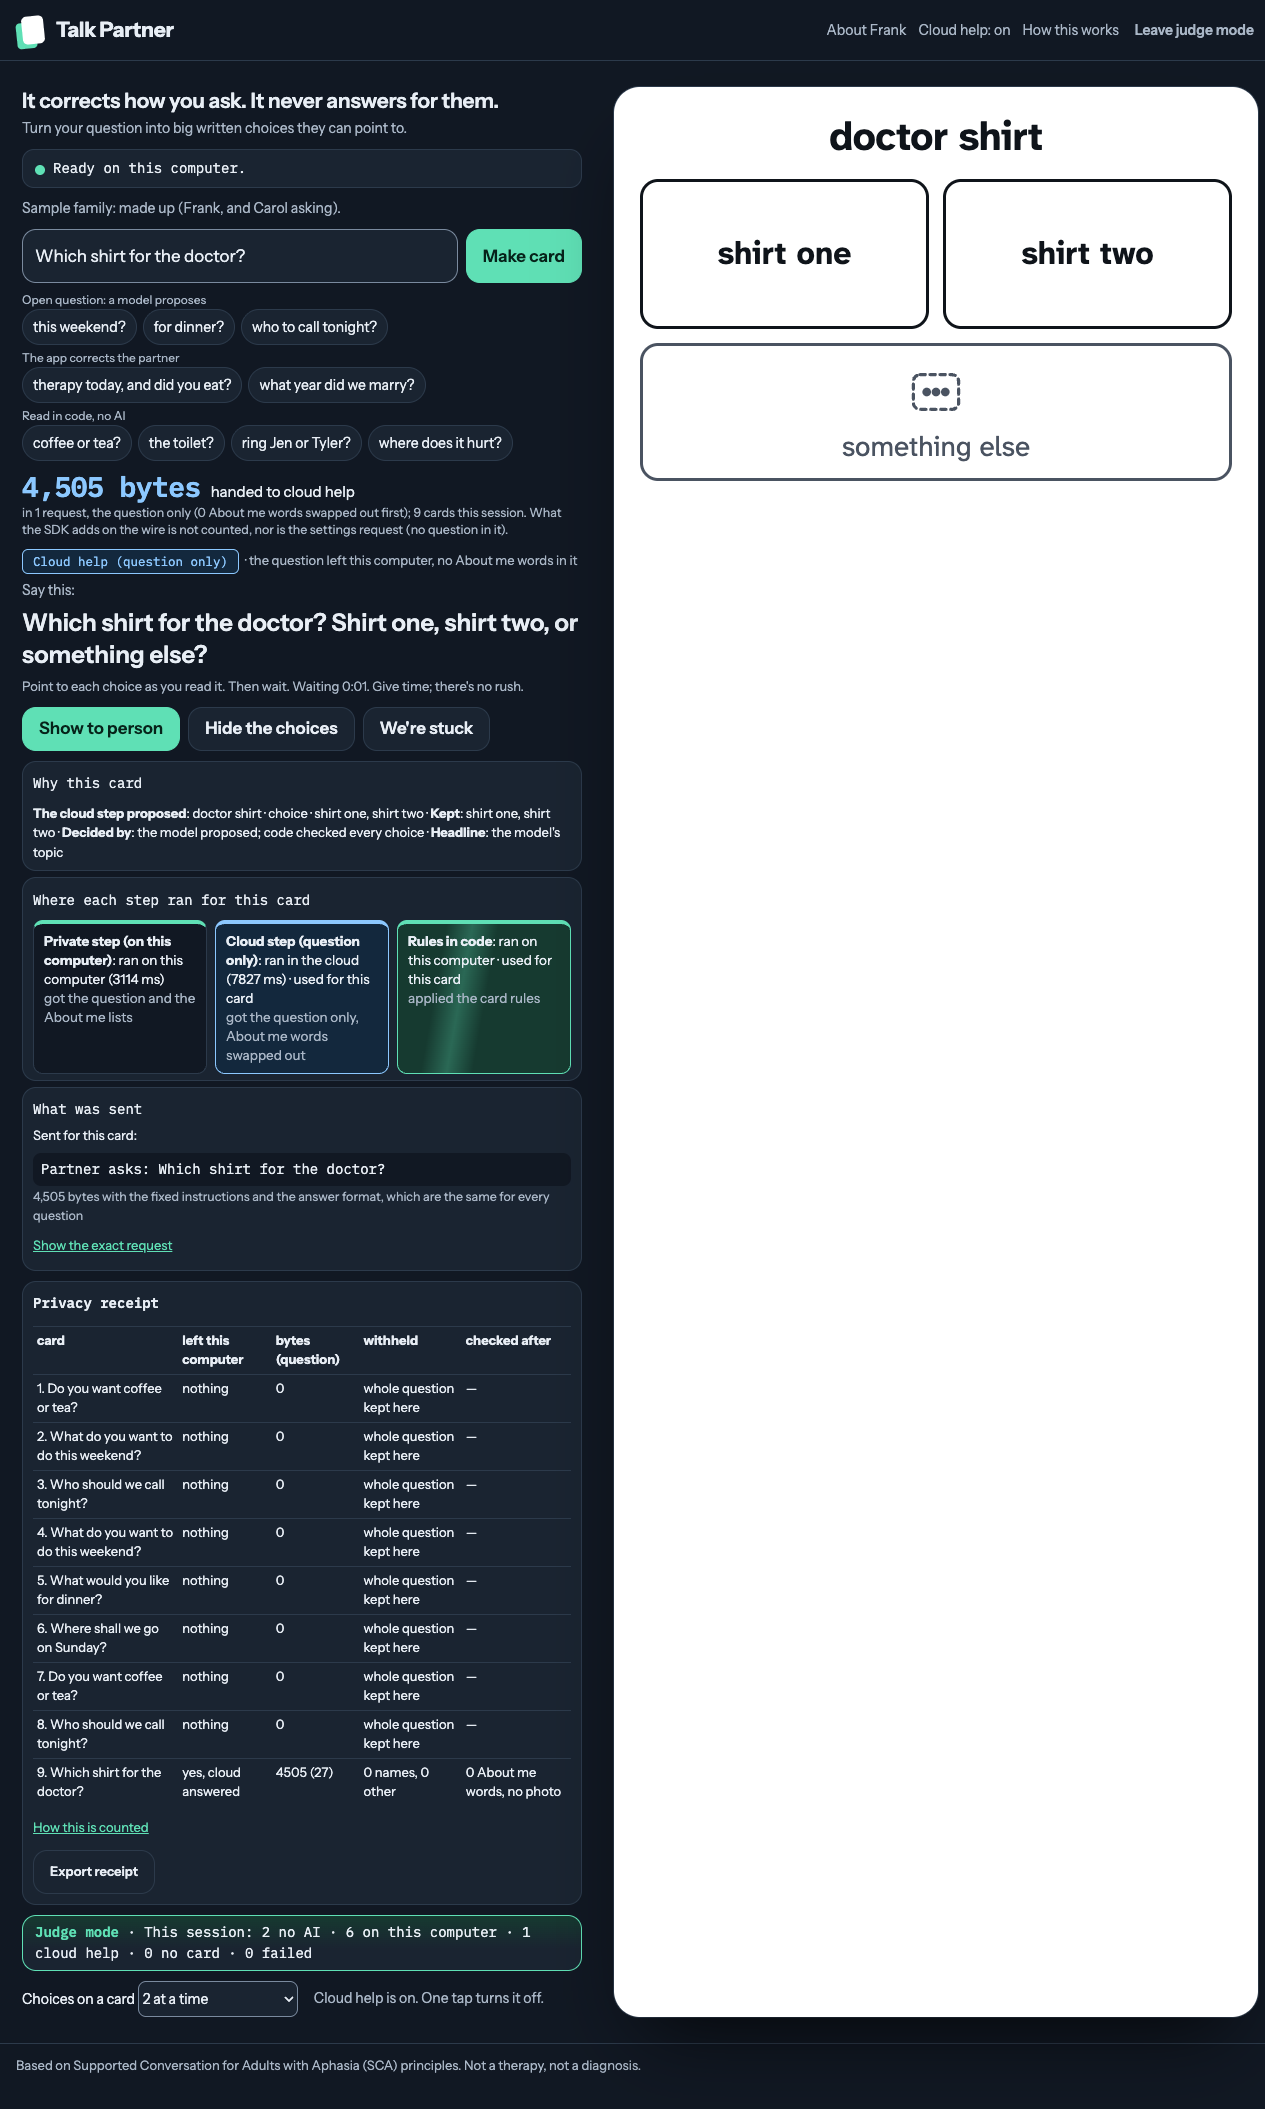 Talk Partner
About Frank Cloud help: on How this works Leave judge mode
It corrects how you ask. It never answers for them.
Turn your question into big written choices they can point to.
Ready on this computer.
Sample family: made up (Frank, and Carol asking).
Which shirt for the doctor? Make card
Open question: a model proposes
this weekend? for dinner? who to call tonight?
The app corrects the partner
therapy today, and did you eat? what year did we marry?
Read in code, no AI
coffee or tea? the toilet? ring Jen or Tyler? where does it hurt?
4,505 bytes handed to cloud help
in 1 request, the question only (0 About me words swapped out first); 9 cards this session. What
the SDK adds on the wire is not counted, nor is the settings request (no question in it).
Cloud help (question only) · the question left this computer, no About me words in it
Say this:
Which shirt for the doctor? Shirt one, shirt two, or
something else?
Point to each choice as you read it. Then wait. Waiting 0:01. Give time; there's no rush.
Show to person Hide the choices We're stuck
Why this card
The cloud step proposed: doctor shirt · choice · shirt one, shirt two · Kept: shirt one, shirt
two · Decided by: the model proposed; code checked every choice · Headline: the model's
topic
Where each step ran for this card
Private step (on this
computer): ran on this
computer (3114 ms)
got the question and the
About me lists
Cloud step (question
only): ran in the cloud
(7827 ms) · used for this
card
got the question only,
About me words
swapped out
Rules in code: ran on
this computer · used for
this card
applied the card rules
What was sent
Sent for this card:
Partner asks: Which shirt for the doctor?
4,505 bytes with the fixed instructions and the answer format, which are the same for every
question
Show the exact request
Privacy receipt
card left this computer bytes (question) withheld checked after
1. Do you want coffee or tea? nothing 0 whole question kept here —
2. What do you want to do this weekend? nothing 0 whole question kept here —
3. Who should we call tonight? nothing 0 whole question kept here —
4. What do you want to do this weekend? nothing 0 whole question kept here —
5. What would you like for dinner? nothing 0 whole question kept here —
6. Where shall we go on Sunday? nothing 0 whole question kept here —
7. Do you want coffee or tea? nothing 0 whole question kept here —
8. Who should we call tonight? nothing 0 whole question kept here —
9. Which shirt for the doctor? yes, cloud answered 4505 (27) 0 names, 0 other 0 About me words, no photo
How this is counted
Export receipt
Judge mode · This session: 2 no AI · 6 on this computer · 1
cloud help · 0 no card · 0 failed
Choices on a card 2 at a time Cloud help is on. One tap turns it off.
doctor shirt
shirt one shirt two
something else
Based on Supported Conversation for Adults with Aphasia (SCA) principles. Not a therapy, not a diagnosis.